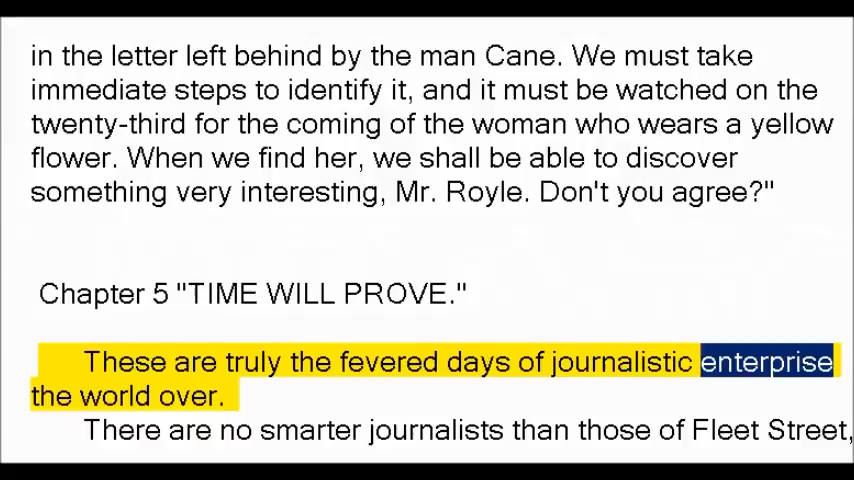 in the letter left behind by the man Cane. We must take
immediate steps to identify it, and it must be watched on the
twenty-third for the coming of the woman who wears a yellow
flower. When we find her, we shall be able to discover
something very interesting, Mr. Royle. Don't you agree?"
Chapter 5 "TIME WILL PROVE."
These are truly the fevered days of journalistic enterprise
the world over.
There are no smarter journalists than those of Fleet Street,